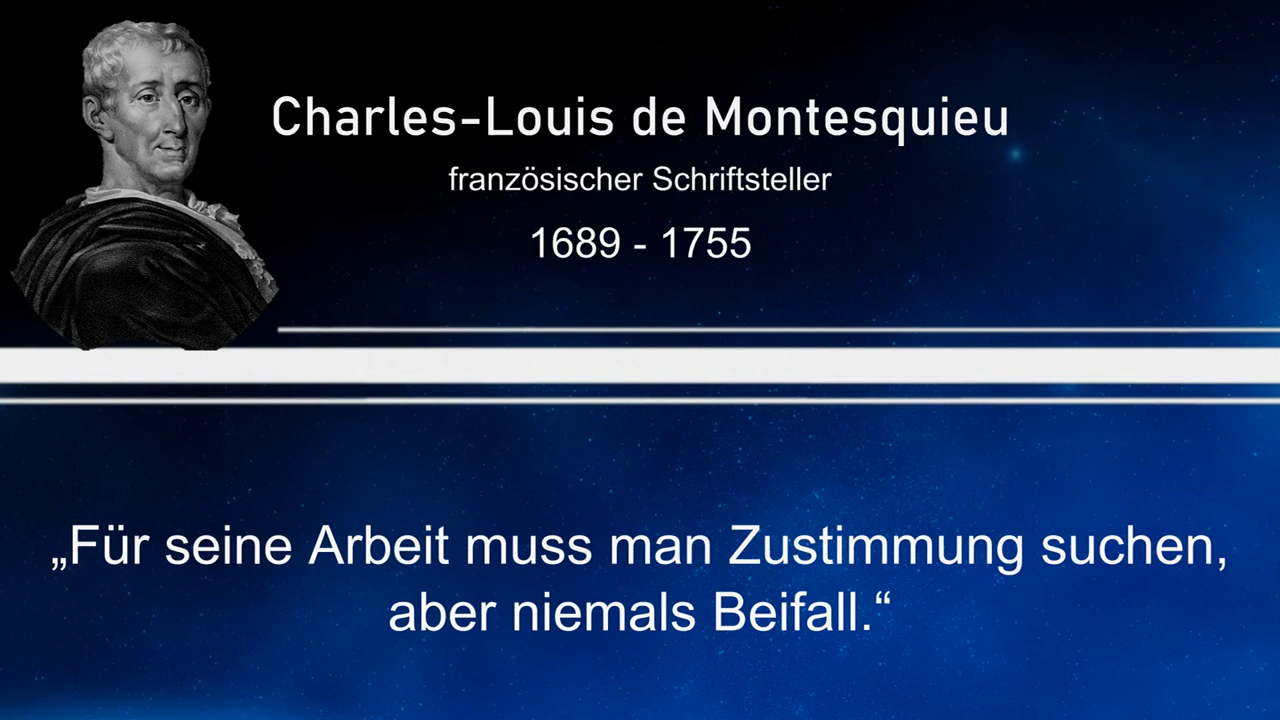 Charles-Louis de Montesquieu
französischer Schriftsteller
1689 - 1755
„Für seine Arbeit muss man Zustimmung suchen,
aber niemals Beifall.“